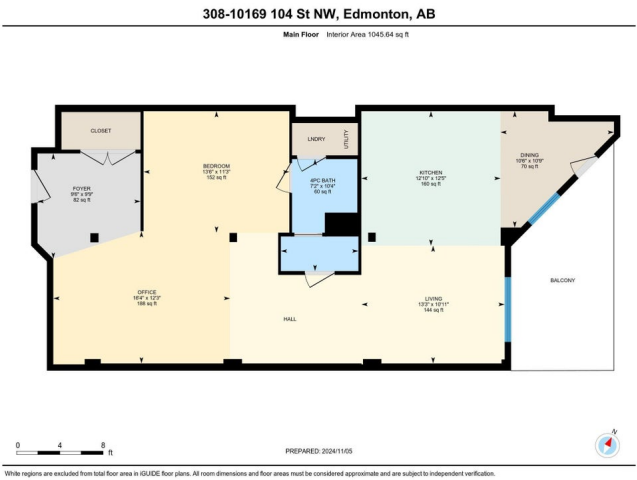 308-10169 104 St NW, Edmonton, AB
Main Floor Interior Area 1045.64 sq ft
CLOSET
LNDRY
UTILITY
BEDROOM
13'6" x 11'3"
152 sq ft
DINING
10'6" x 10'9"
70 sq ft
KITCHEN
12'10" x 12'5"
160 sq ft
4PC BATH
7'2" x 10'4"
60 sq ft
FOYER
9'6" x 9'9"
82 sq ft
BALCONY
OFFICE
16'4" x 12'3"
188 sq ft
LIVING
13'3" x 10'11"
144 sq ft
HALL
N
0 4 8
ft
PREPARED: 2024/11/05
White regions are excluded from total floor area in iGUIDE floor plans. All room dimensions and floor areas must be considered approximate and are subject to independent verification.